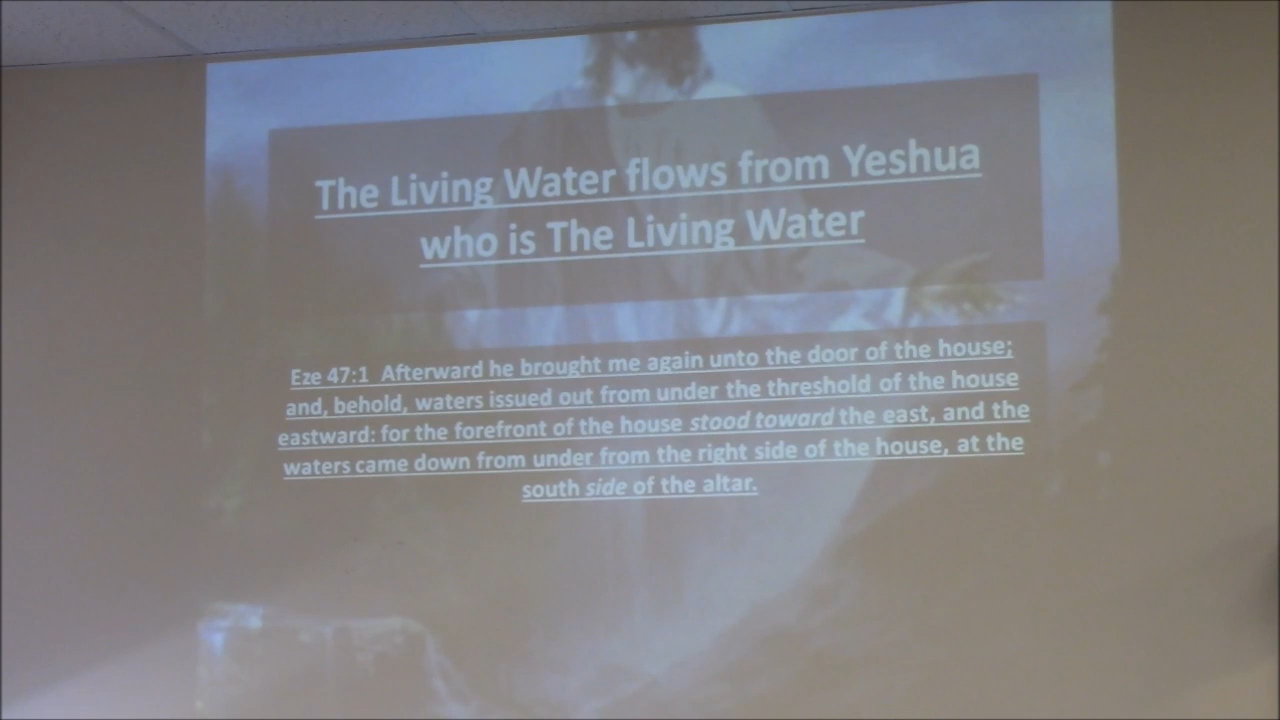 The Living Water flows from Yeshua
who is The Living Water
Eze 47:1 Afterward he brought me again unto the door of the house;
and, behold, waters issued out from under the threshold of the house
eastward: for the forefront of the house stood toward the east, and the
waters came down from under from the right side of the house, at the
south side of the altar.